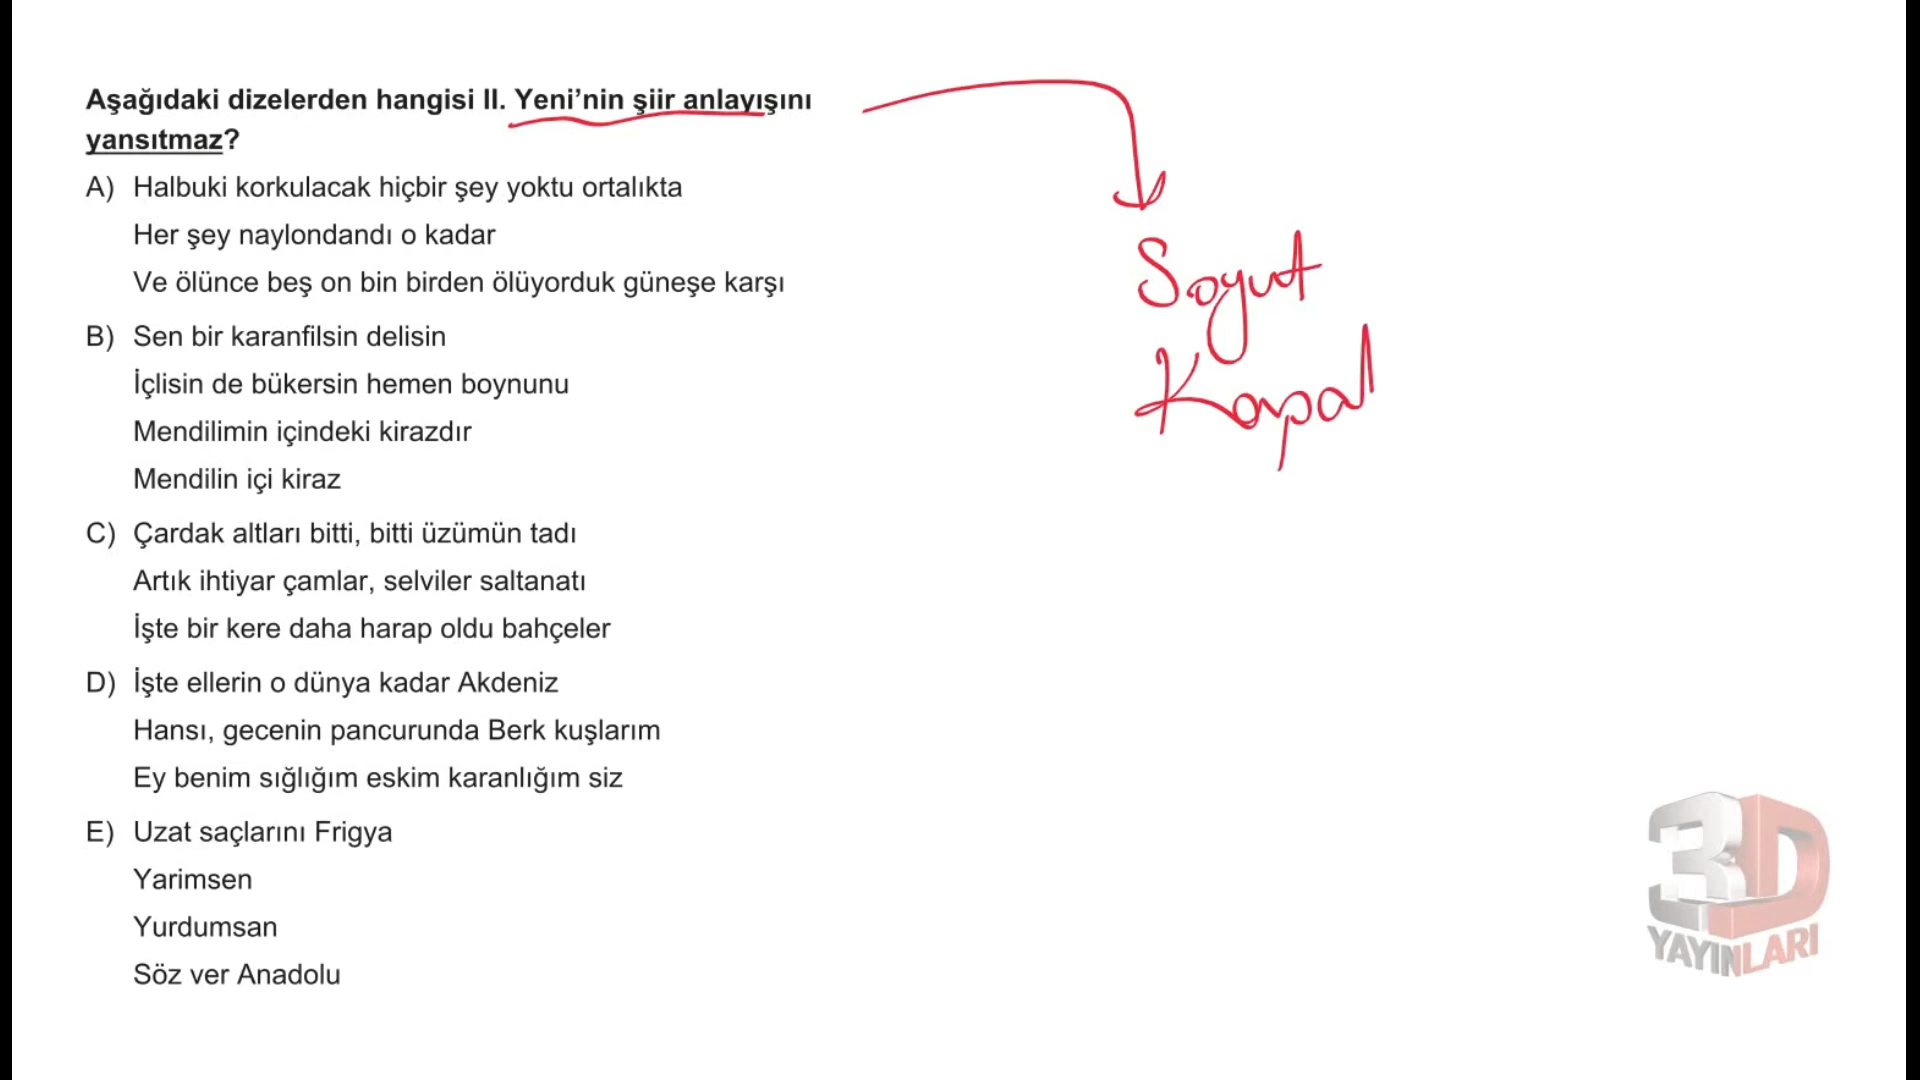 Aşağıdaki dizelerden hangisi II. Yeni'nin şiir anlayışını
yansıtmaz?
A) Halbuki korkulacak hiçbir şey yoktu ortalıkta
Her şey naylondandı o kadar
Ve ölünce beş on bin birden ölüyorduk güneşe karşı
B) Sen bir karanfilsin delisin
İçlisin de bükersin hemen boynunu
Mendilimin içindeki kirazdır
Mendilin içi kiraz
C) Çardak altları bitti, bitti üzümün tadı
Artık ihtiyar çamlar, selviler saltanatı
İşte bir kere daha harap oldu bahçeler
D) İşte ellerin o dünya kadar Akdeniz
Hansı, gecenin pancurunda Berk kuşlarım
Ey benim sığlığım eskim karanlığım siz
E) Uzat saçlarını Frigya
Yarimsen
Yurdumsan
Söz ver Anadolu
Soyut
Kapal
3D
YAYINLARI